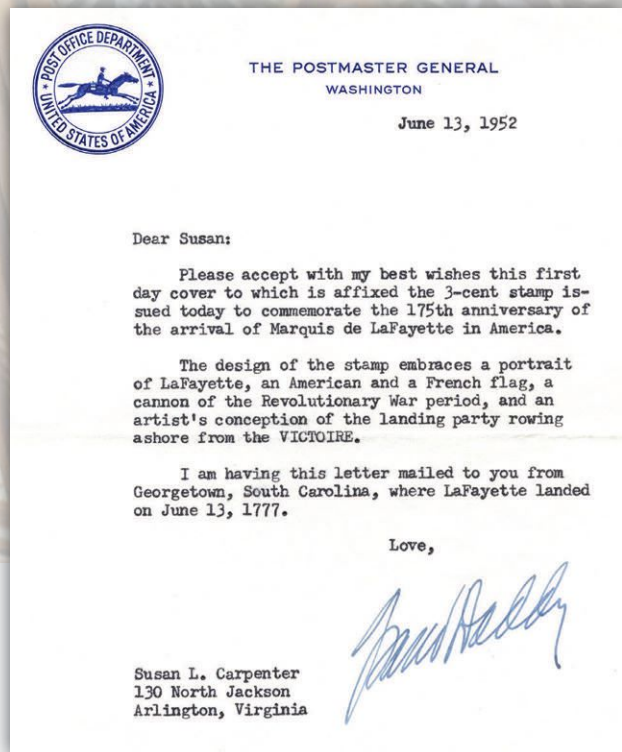 POST OFFICE DEPARTMENT
UNITED STATES OF AMERICA
THE POSTMASTER GENERAL
WASHINGTON
June 13, 1952
Dear Susan:
Please accept with my best wishes this first
day cover to which is affixed the 3-cent stamp is-
sued today to commemorate the 175th anniversary of
the arrival of Marquis de LaFayette in America.
The design of the stamp embraces a portrait
of LaFayette, an American and a French flag, a
cannon of the Revolutionary War period, and an
artist's conception of the landing party rowing
ashore from the VICTOIRE.
I am having this letter mailed to you from
Georgetown, South Carolina, where LaFayette landed
on June 13, 1777.
Love,
GrandDaddy
Susan L. Carpenter
130 North Jackson
Arlington, Virginia